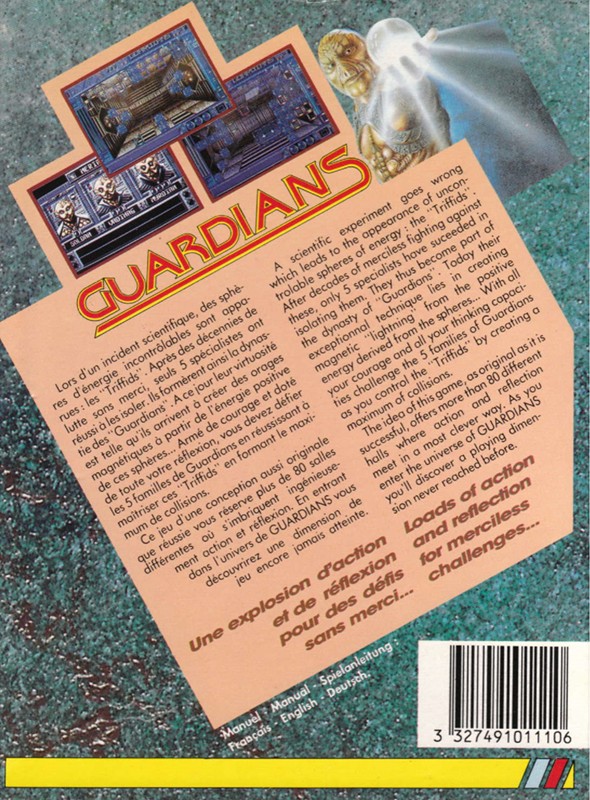 GUARDIANS
Lors d'un incident scientifique, des sphè-
res d'énergie incontrôlables sont appa-
rues : les "Triffids". Après des décennies de
lutte sans merci, seuls 5 spécialistes ont
réussi à les isoler, ils forment ainsi la dynas-
tie des "Guardians". A ce jour leur virtuosité
est telle qu'ils arrivent à créer des orages
magnétiques à partir de l'énergie positive
de ces sphères... Armé de courage et doté
de toute votre réflexion, vous devez défier
les 5 familles de Guardians en réussissant à
maîtriser ces "Triffids" en formant le maxi-
mum de collisions.
Ce jeu d'une conception aussi originale
que réussie vous réserve plus de 80 salles
différentes où s'imbriquent ingénieuse-
ment action et réflexion. En entrant
dans l'univers de GUARDIANS vous
découvrirez une dimension de
jeu encore jamais atteinte.
Une explosion d'action
et de réflexion
pour des défis
sans merci...
A scientific experiment goes wrong
which leads to the appearance of uncon-
trolable spheres of energy : the "Triffids".
After decades of merciless fighting against
these, only 5 specialists have suceeded in
isolating them. They thus become part of
the dynasty of "Guardians". Today their
exceptionnal technique lies in creating
magnetic "lightning" from the positive
energy derived from the spheres... With all
your courage and all your thinking capaci-
ties challenge the 5 families of Guardians
as you control the "Triffids" by creating a
maximum of collisions.
The idea of this game, as original as it is
successful, offers more than 80 different
halls where action and reflection
meet in a most clever way. As you
enter the universe of GUARDIANS
you'll discover a playing dimen-
sion never reached before.
Loads of action
and reflection
for merciless
challenges...
Manuel - Manual - Spielanleitung
Français - English - Deutsch.
3 327491 011106